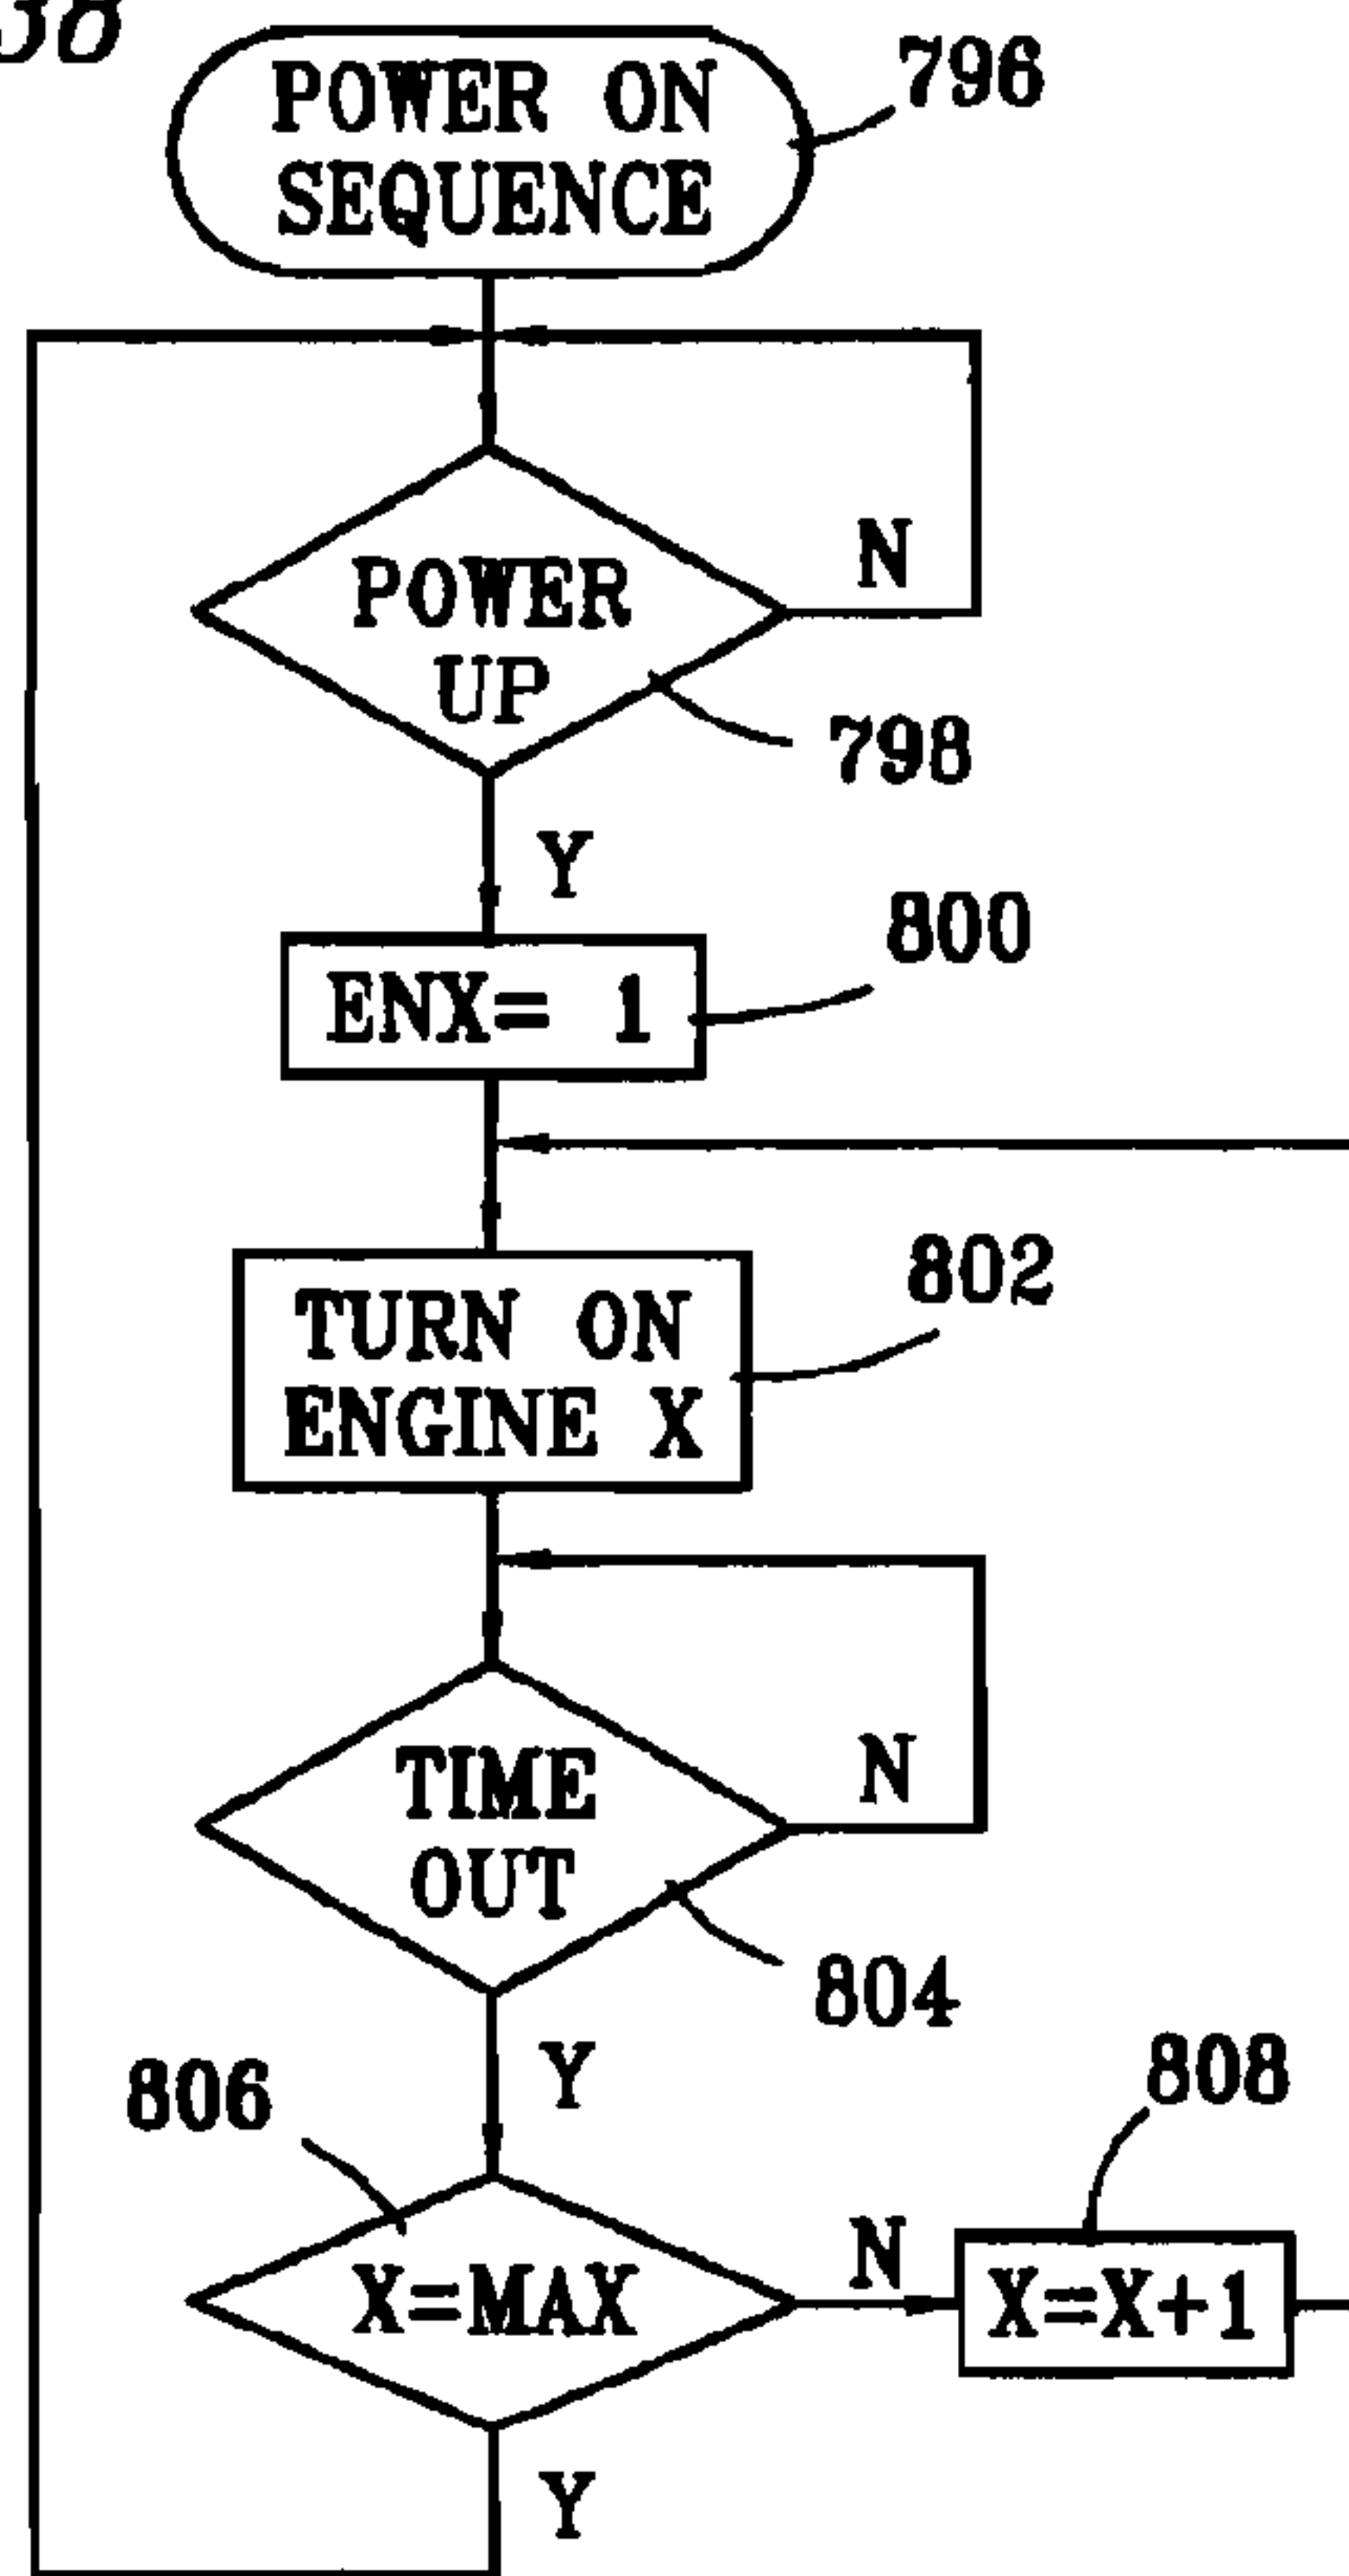 38
POWER ON
SEQUENCE
796
N
POWER
UP
798
Y
800
ENX= 1
802
TURN ON
ENGINE X
N
TIME
OUT
804
Y
806
808
N
X=MAX
X=X+1
Y